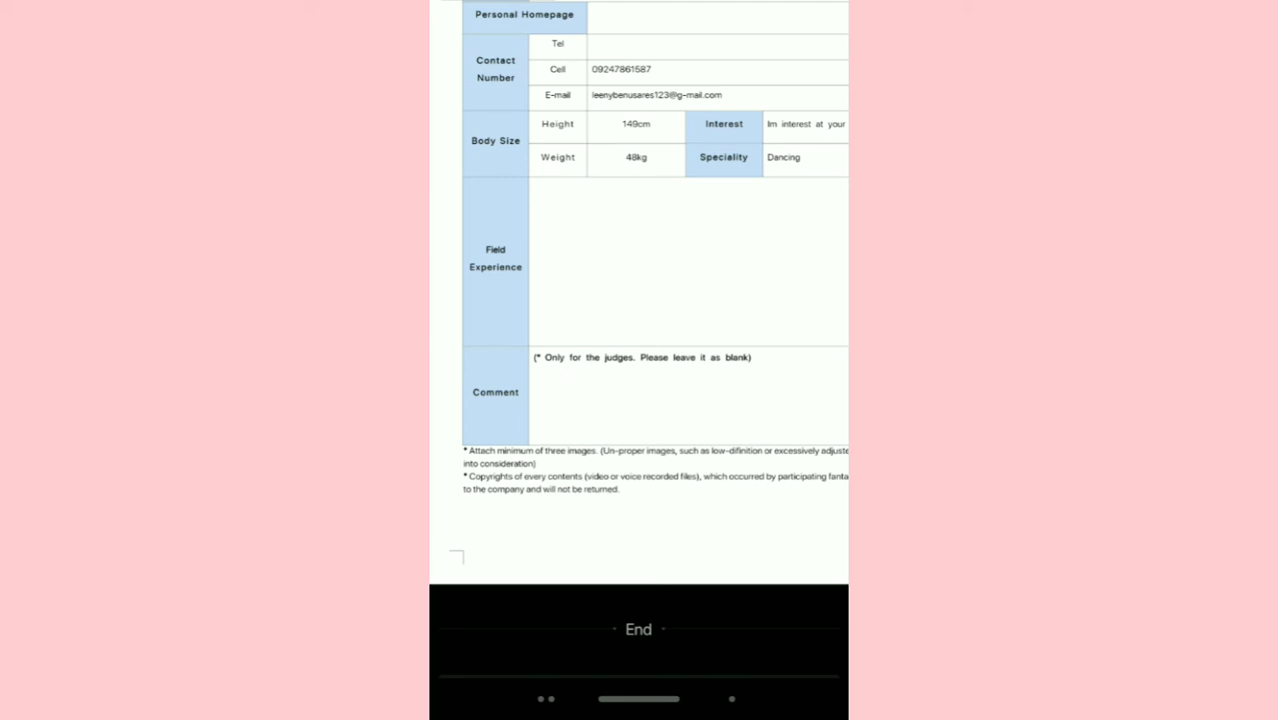 Personal Homepage
Tel
Contact Number
Cell 09247861587
E-mail leenybenusares123@g-mail.com
Body Size
Height 149cm Interest Im interest at your
Weight 48kg Speciality Dancing
Field Experience
(* Only for the judges. Please leave it as blank)
Comment
* Attach minimum of three images. (Un-proper images, such as low-difinition or excessively adjuste
into consideration)
* Copyrights of every contents (video or voice recorded files), which occurred by participating fanta
to the company and will not be returned.
End